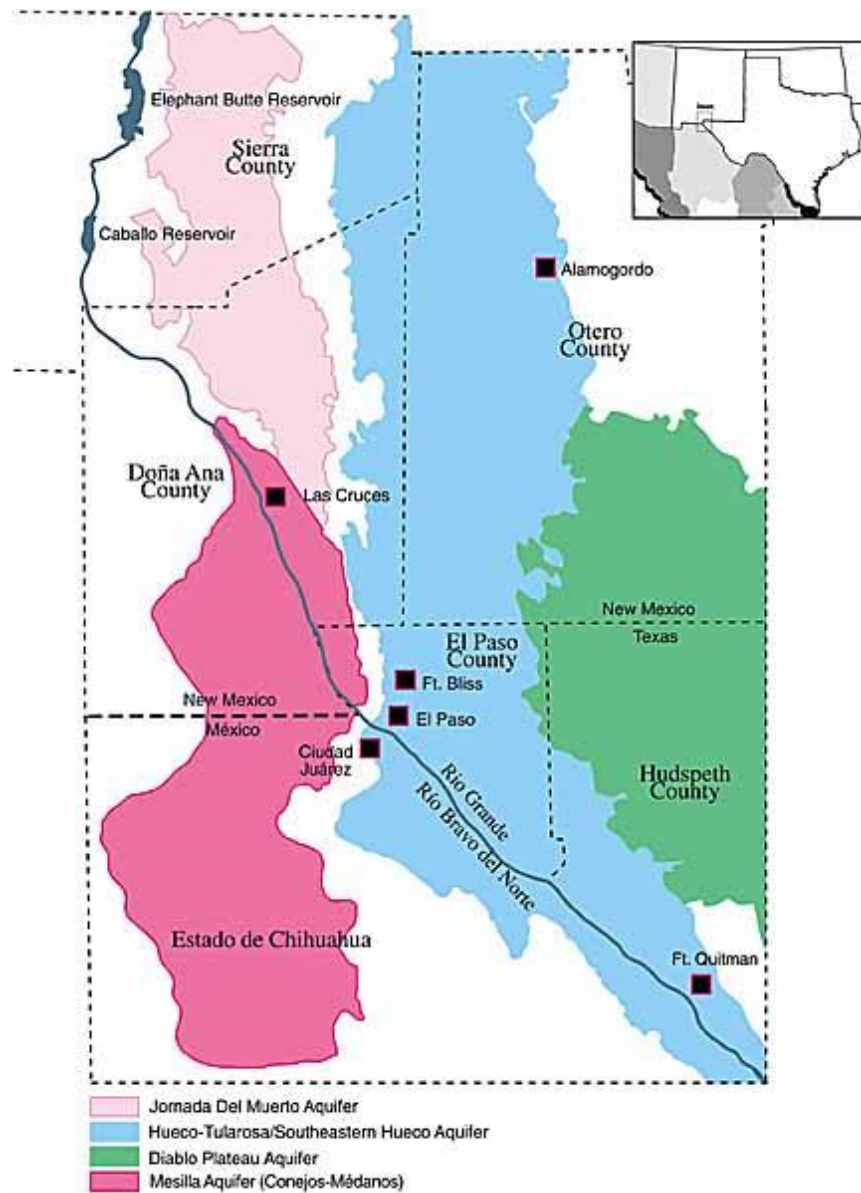 Elephant Butte Reservoir
Sierra
County
Caballo Reservoir
Alamogordo
Otero
County
Doña Ana
County
Las Cruces
New Mexico
Texas
El Paso
County
Ft. Bliss
New Mexico
México
El Paso
Ciudad
Juárez
Río Grande
Río Bravo del Norte
Hudspeth
County
Estado de Chihuahua
Ft. Quitman
Jornada Del Muerto Aquifer
Hueco-Tularosa/Southeastern Hueco Aquifer
Diablo Plateau Aquifer
Mesilla Aquifer (Conejos-Médanos)